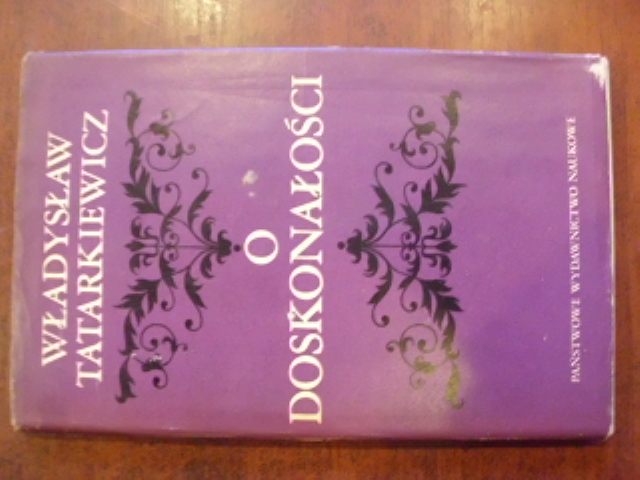 WŁADYSŁAW
TATARKIEWICZ
O
DOSKONAŁOŚCI
PAŃSTWOWE WYDAWNICTWO NAUKOWE